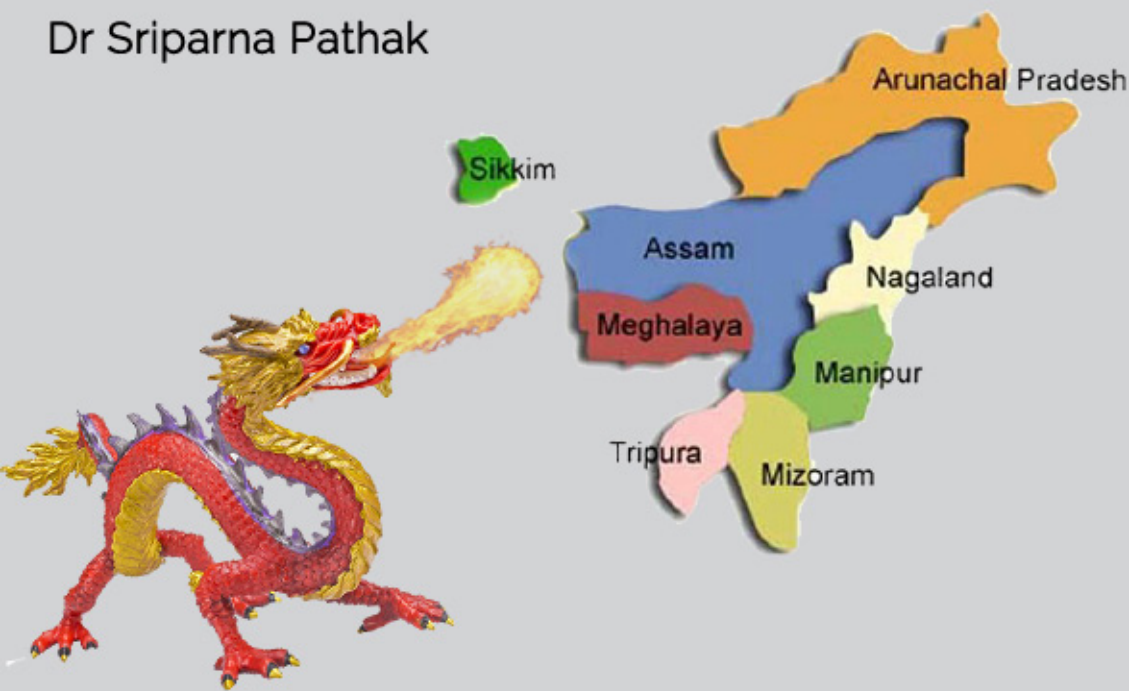 Dr Sriparna Pathak
Arunachal Pradesh
Sikkim
Assam
Nagaland
Meghalaya
Manipur
Tripura
Mizoram